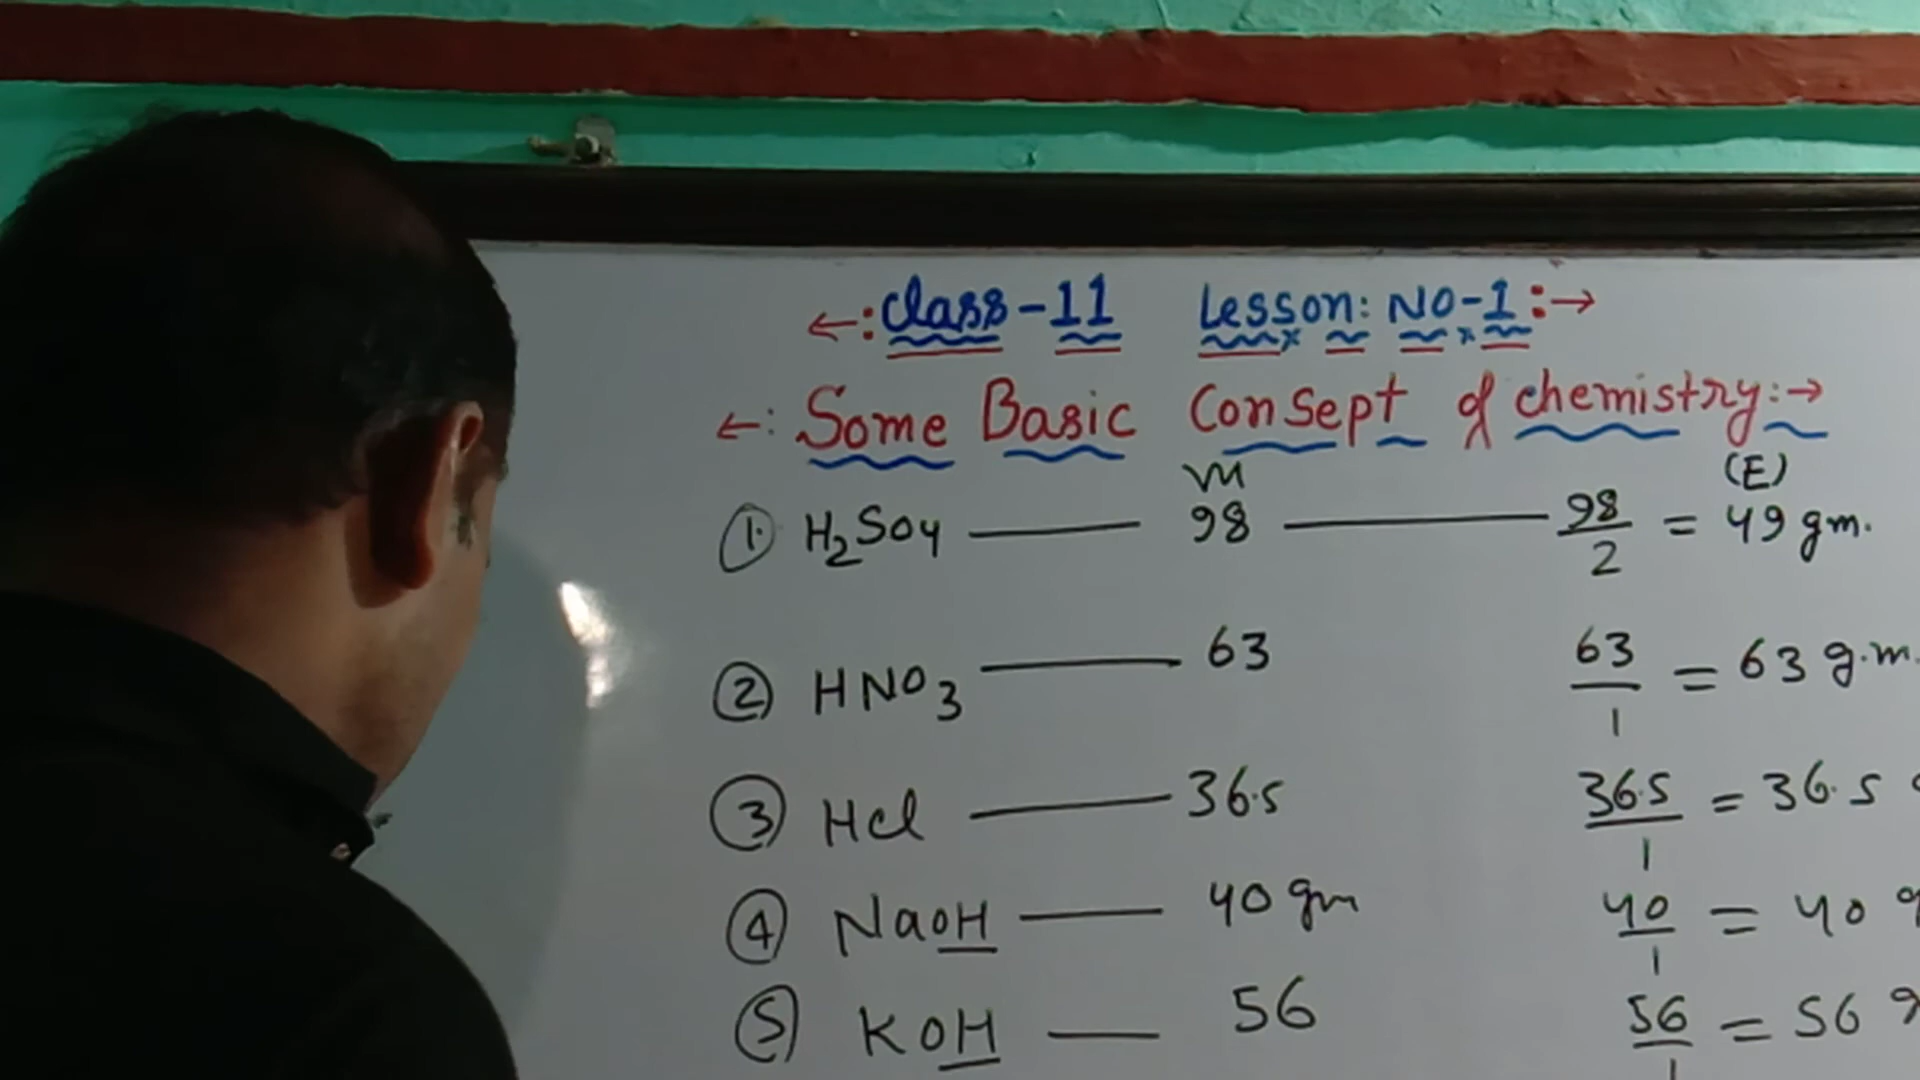 ←:Class-11 Lesson: NO-1:→
←: Some Basic Consept of chemistry:→
M (E)
① H2SO4 — 98 — 98/2 = 49 gm.
② HNO3 — 63 63/1 = 63 g.m.
③ Hcl — 36.5 36.5/1 = 36.5
④ NaOH — 40 gm 40/1 = 40 g
⑤ KOH — 56 56/1 = 56 g